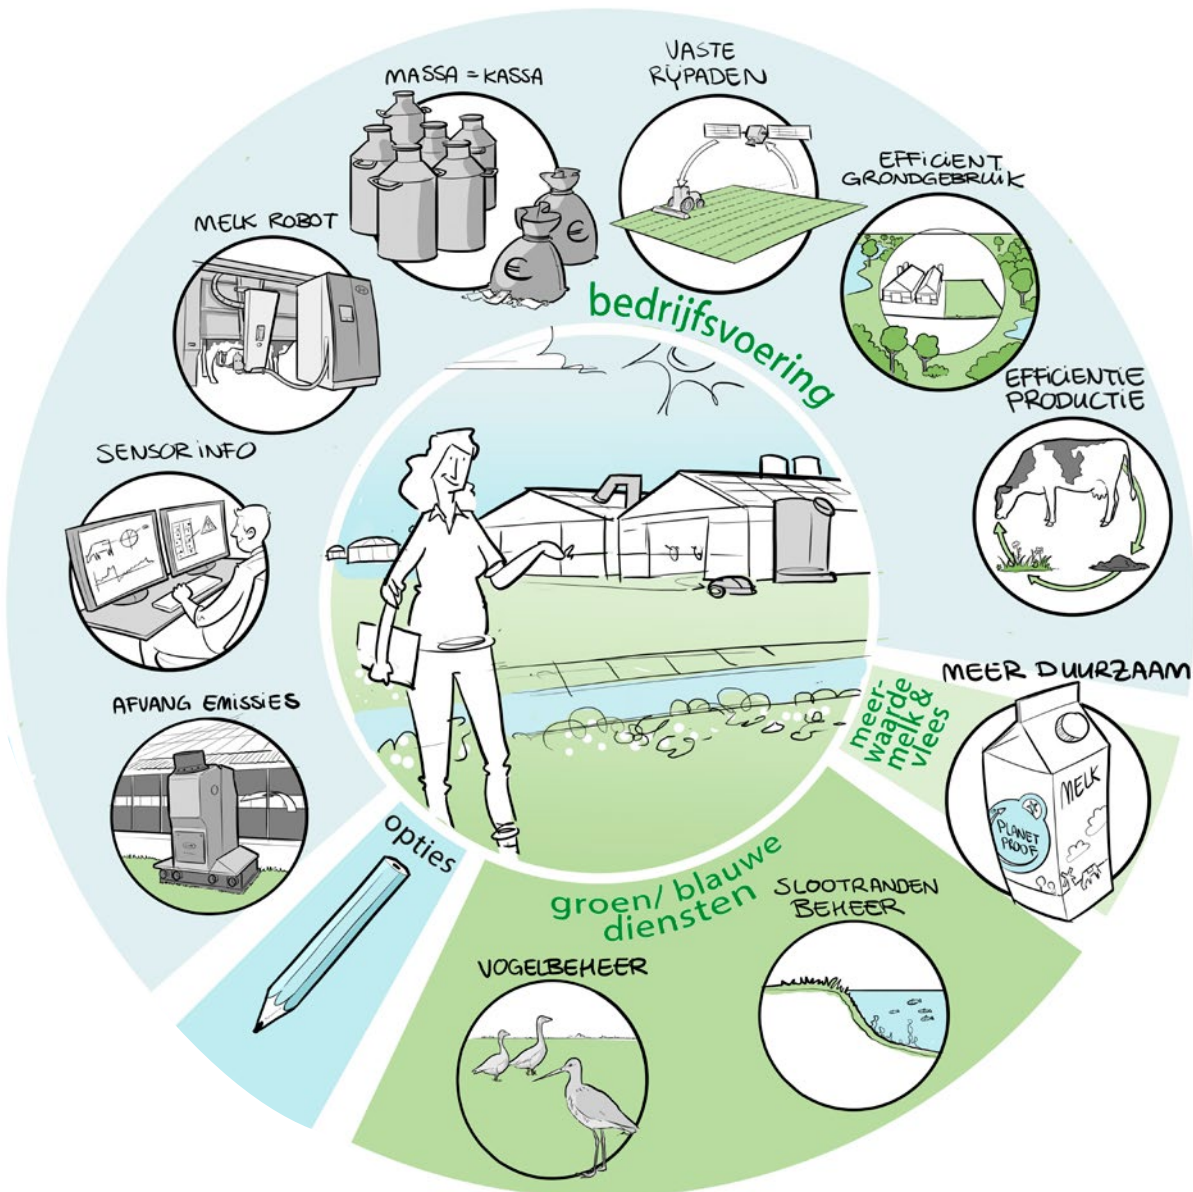 MASSA = KASSA
VASTE
RIJPADEN
EFFICIENT
GRONDGEBRUIK
MELK ROBOT
€
€
bedrijfsvoering
EFFICIENTIE
PRODUCTIE
SENSOR INFO
MEER DUURZAAM
meer-
waarde
melk &
vlees
MELK
PLANET
PROOF
AFVANG EMISSIES
opties
groen/ blauwe
diensten
SLOOTRANDEN
BEHEER
VOGELBEHEER